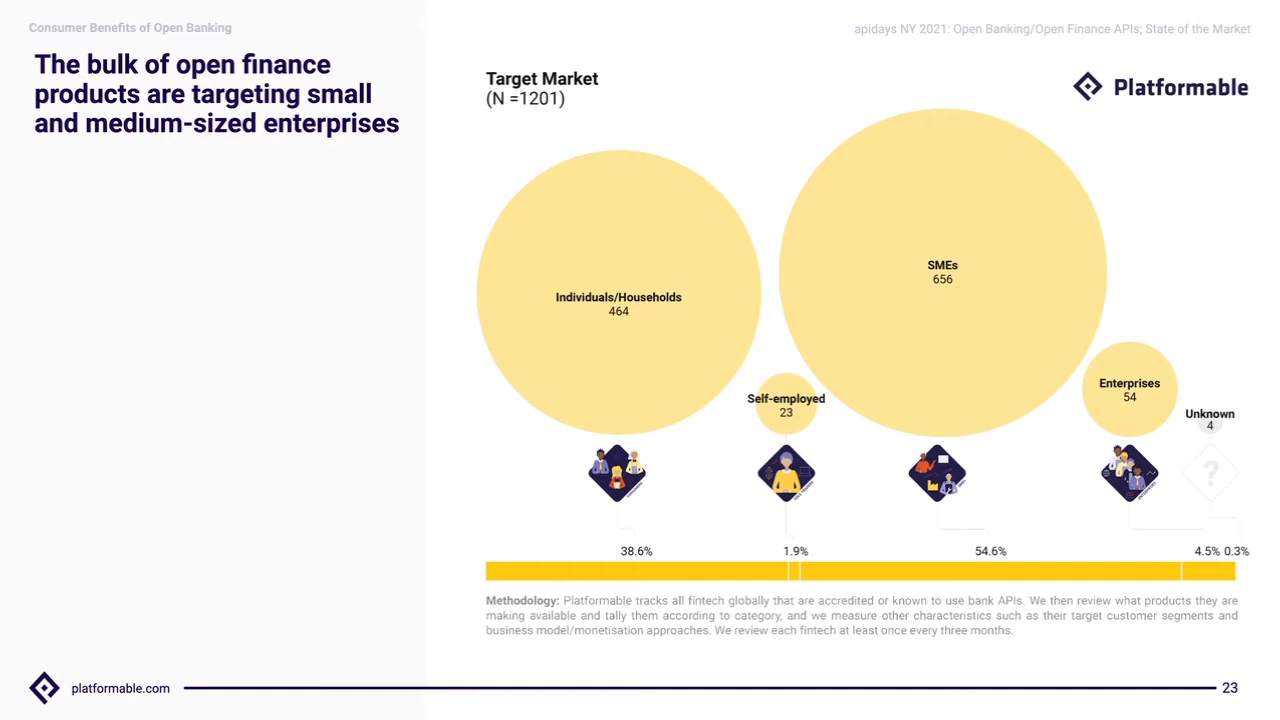 Consumer Benefits of Open Banking
apidays NY 2021: Open Banking/Open Finance APIs; State of the Market
The bulk of open finance
products are targeting small
and medium-sized enterprises
Target Market
(N =1201)
Platformable
Individuals/Households
464
Self-employed
23
SMEs
656
Enterprises
54
Unknown
4
?
38.6%
1.9%
54.6%
4.5%
0.3%
Methodology: Platformable tracks all fintech globally that are accredited or known to use bank APIs. We then review what products they are
making available and tally them according to category, and we measure other characteristics such as their target customer segments and
business model/monetisation approaches. We review each fintech at least once every three months.
platformable.com
23